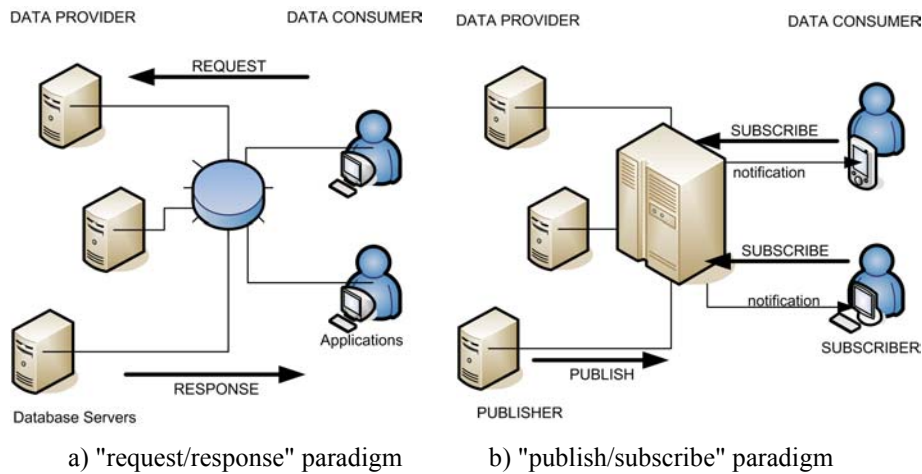 DATA PROVIDER
DATA CONSUMER
REQUEST
Applications
RESPONSE
Database Servers
a) "request/response" paradigm
DATA PROVIDER
DATA CONSUMER
SUBSCRIBE
notification
SUBSCRIBE
notification
SUBSCRIBER
PUBLISH
PUBLISHER
b) "publish/subscribe" paradigm